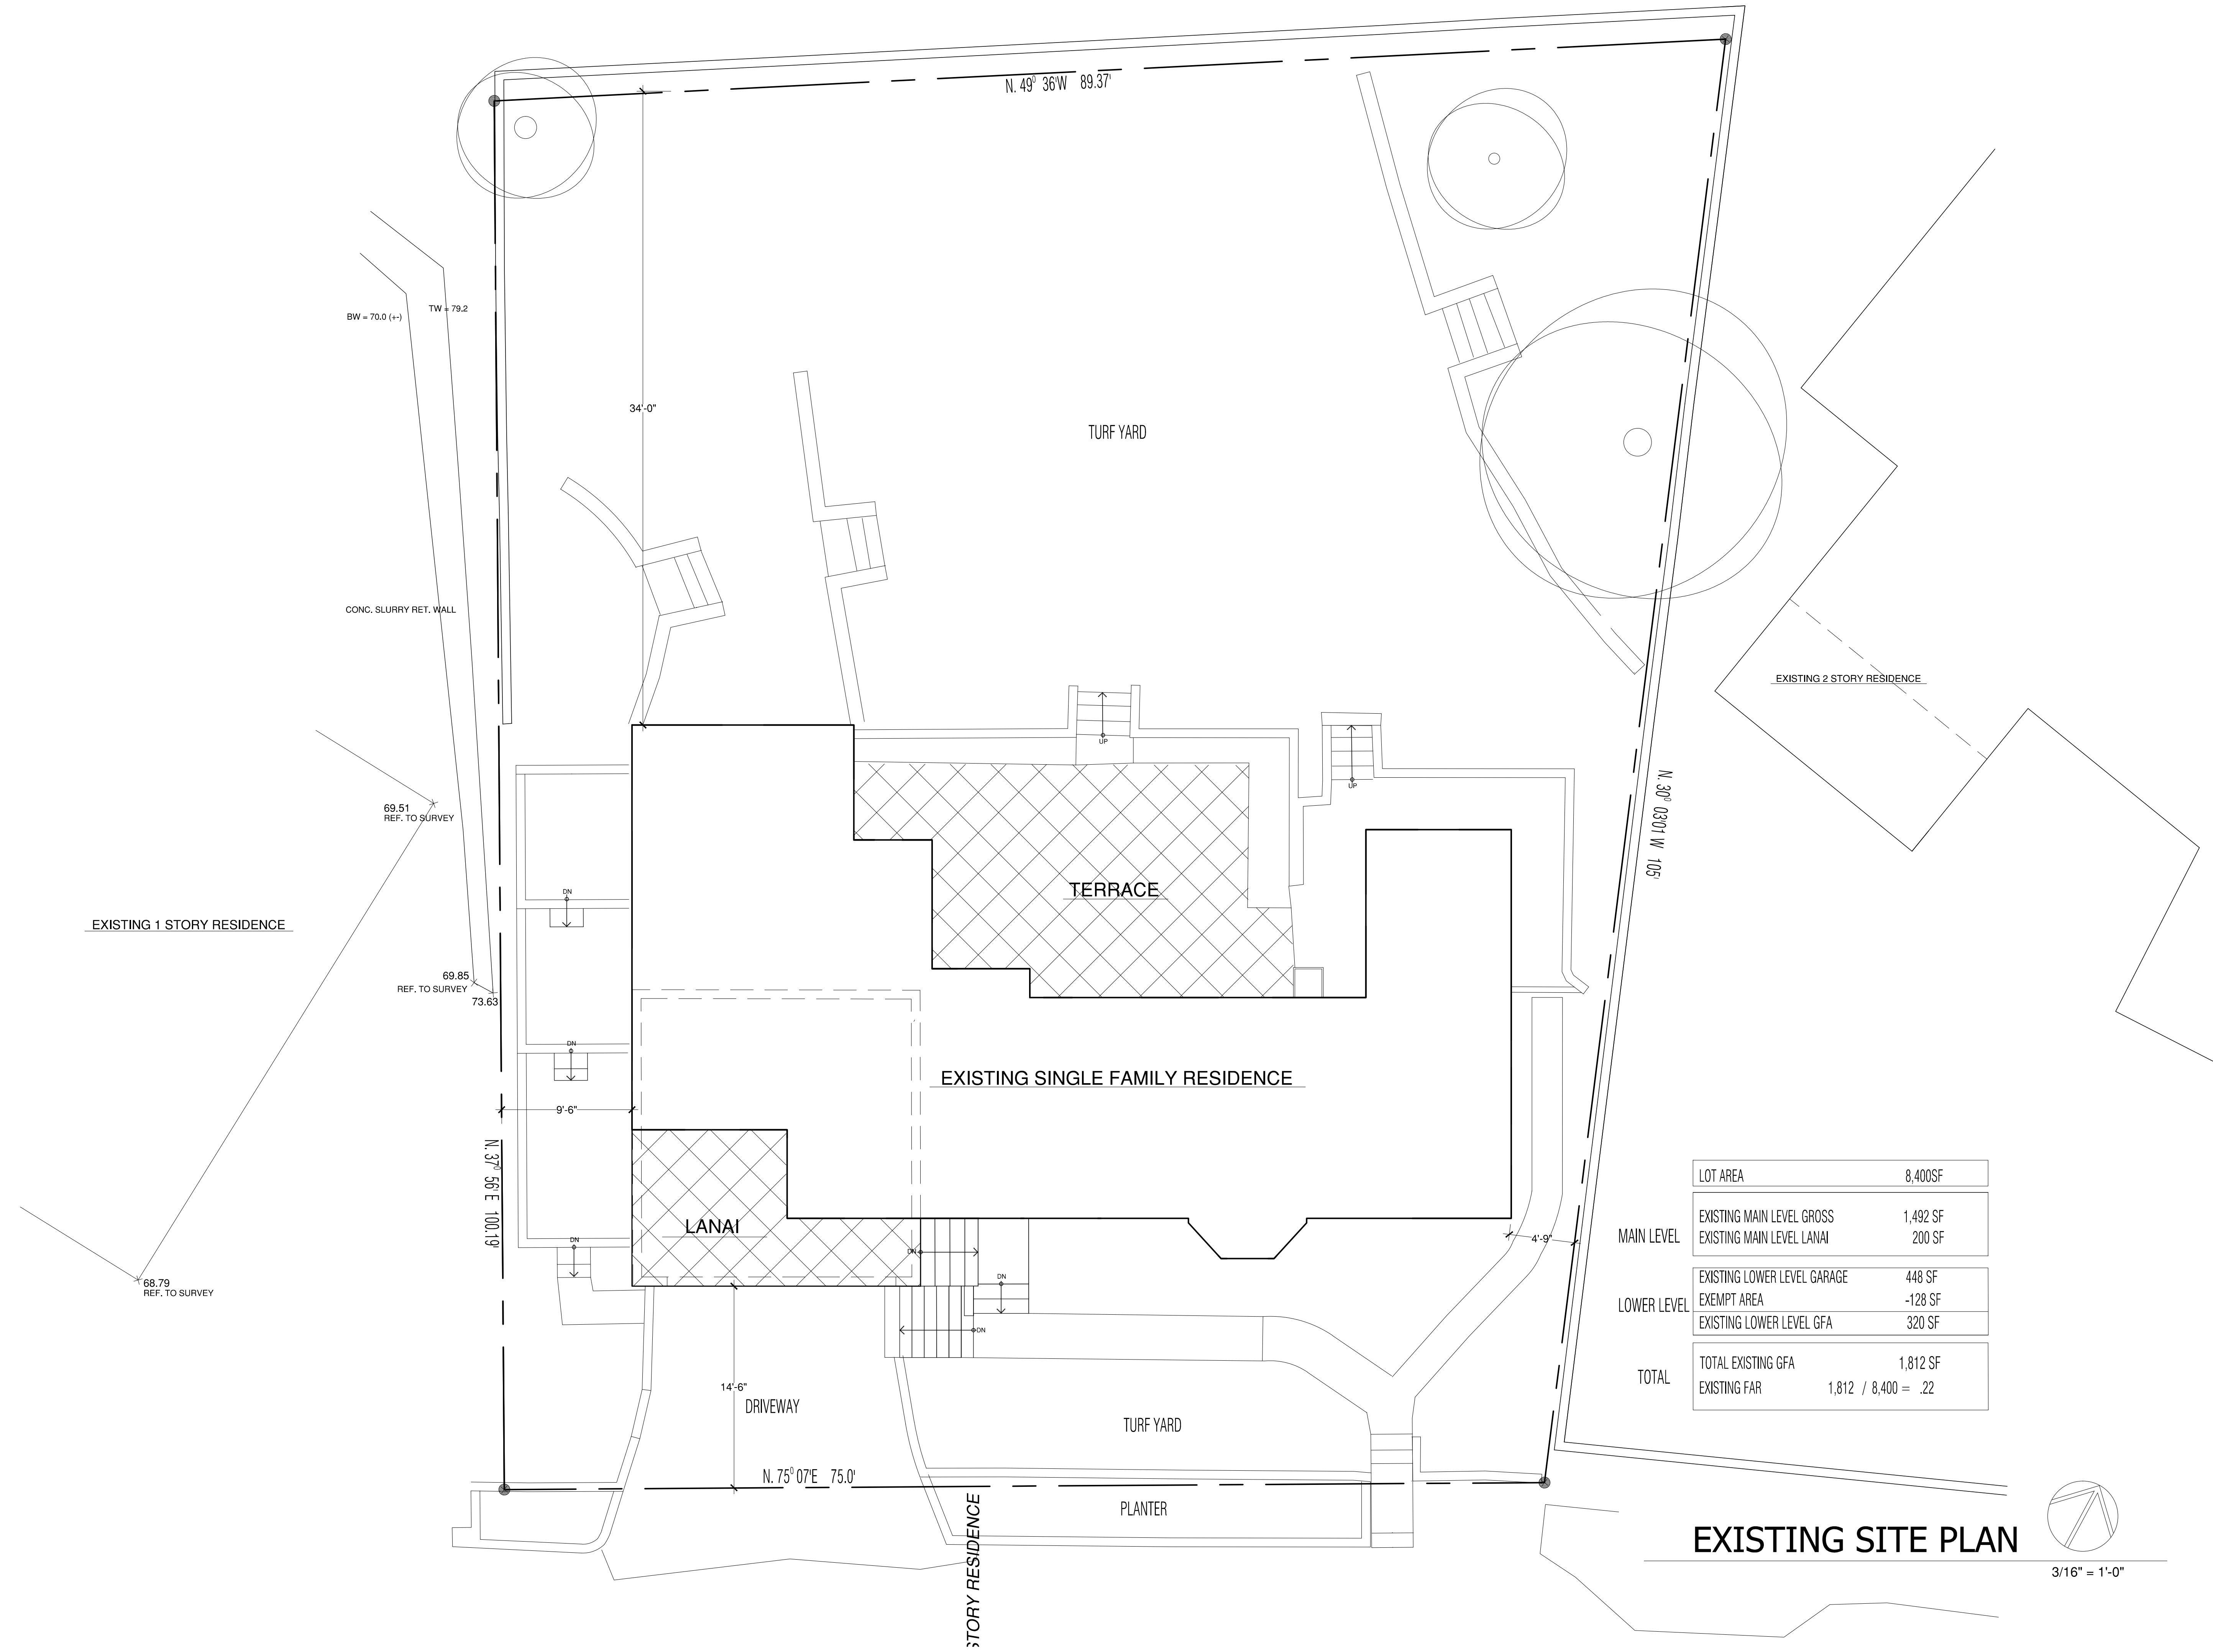 N. 49⁰ 36'W 89.37'
BW = 70.0 (+-)
TW = 79.2
34'-0"
TURF YARD
CONC. SLURRY RET. WALL
EXISTING 2 STORY RESIDENCE
UP
UP
N. 30⁰ 03'01 W 105'
69.51
REF. TO SURVEY
DN
TERRACE
EXISTING 1 STORY RESIDENCE
69.85
REF. TO SURVEY
73.63
DN
EXISTING SINGLE FAMILY RESIDENCE
9'-6"
N. 37⁰ 56' E 100.19'
LANAI
DN
DN
DN
DN
4'-9"
68.79
REF. TO SURVEY
14'-6"
DRIVEWAY
TURF YARD
N. 75⁰ 07'E 75.0'
PLANTER
STORY RESIDENCE
LOT AREA 8,400SF
MAIN LEVEL
EXISTING MAIN LEVEL GROSS 1,492 SF
EXISTING MAIN LEVEL LANAI 200 SF
LOWER LEVEL
EXISTING LOWER LEVEL GARAGE 448 SF
EXEMPT AREA -128 SF
EXISTING LOWER LEVEL GFA 320 SF
TOTAL
TOTAL EXISTING GFA 1,812 SF
EXISTING FAR 1,812 / 8,400 = .22
EXISTING SITE PLAN
3/16" = 1'-0"